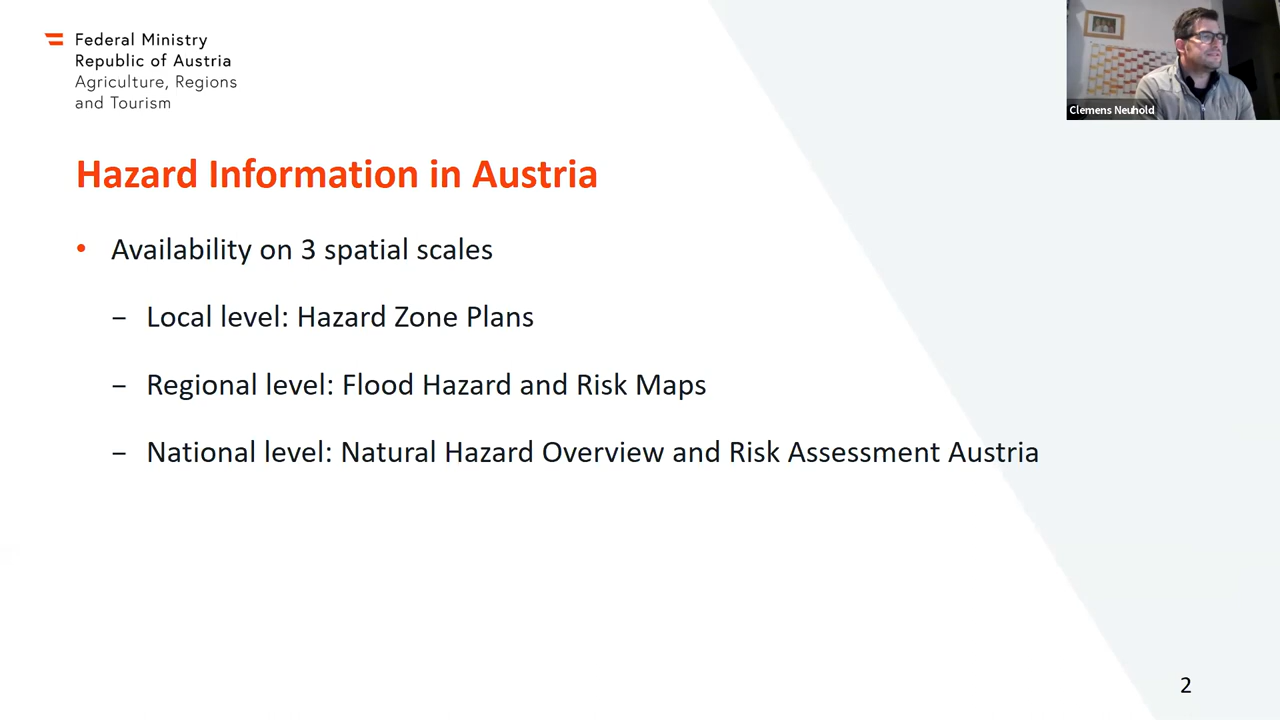 Federal Ministry
Republic of Austria
Agriculture, Regions
and Tourism
Clemens Neuhold
Hazard Information in Austria
• Availability on 3 spatial scales
– Local level: Hazard Zone Plans
– Regional level: Flood Hazard and Risk Maps
– National level: Natural Hazard Overview and Risk Assessment Austria
2